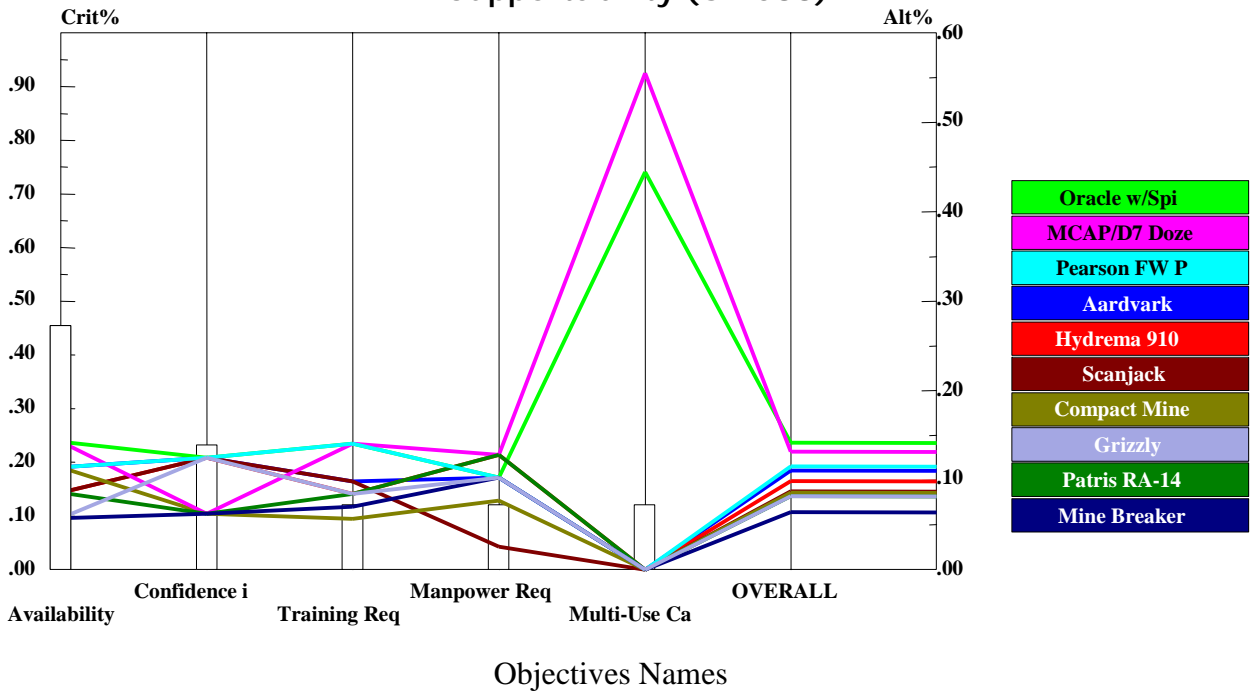 Crit%
Alt%
.90
.80
.70
.60
.50
.40
.30
.20
.10
.00
.60
.50
.40
.30
.20
.10
.00
Availability
Confidence i
Training Req
Manpower Req
Multi-Use Ca
OVERALL
Objectives Names
Oracle w/Spi
MCAP/D7 Doze
Pearson FW P
Aardvark
Hydrema 910
Scanjack
Compact Mine
Grizzly
Patris RA-14
Mine Breaker